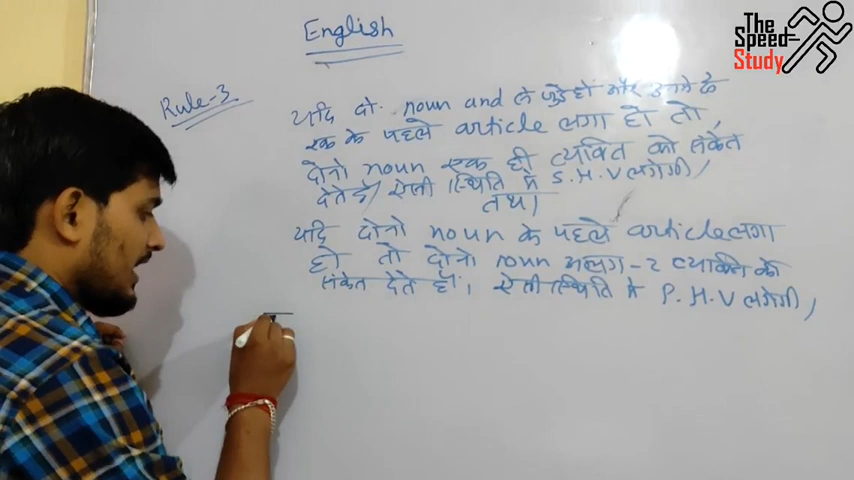 English
The
Speed
Study
Rule-3
यदि दो noun and से जुड़े हो और उनमे से
एक के पहले article लगा हो तो,
दोनो noun एक ही व्यक्ति को संकेत
देते है, ऐसी स्थिति मे S.H.V लगेगी,
तथा
यदि दोनो noun के पहले article लगा
हो तो दोनो noun अलग-२ व्यक्ति को
संकेत देते है। ऐसी स्थिति मे P.H.V लगेगी,